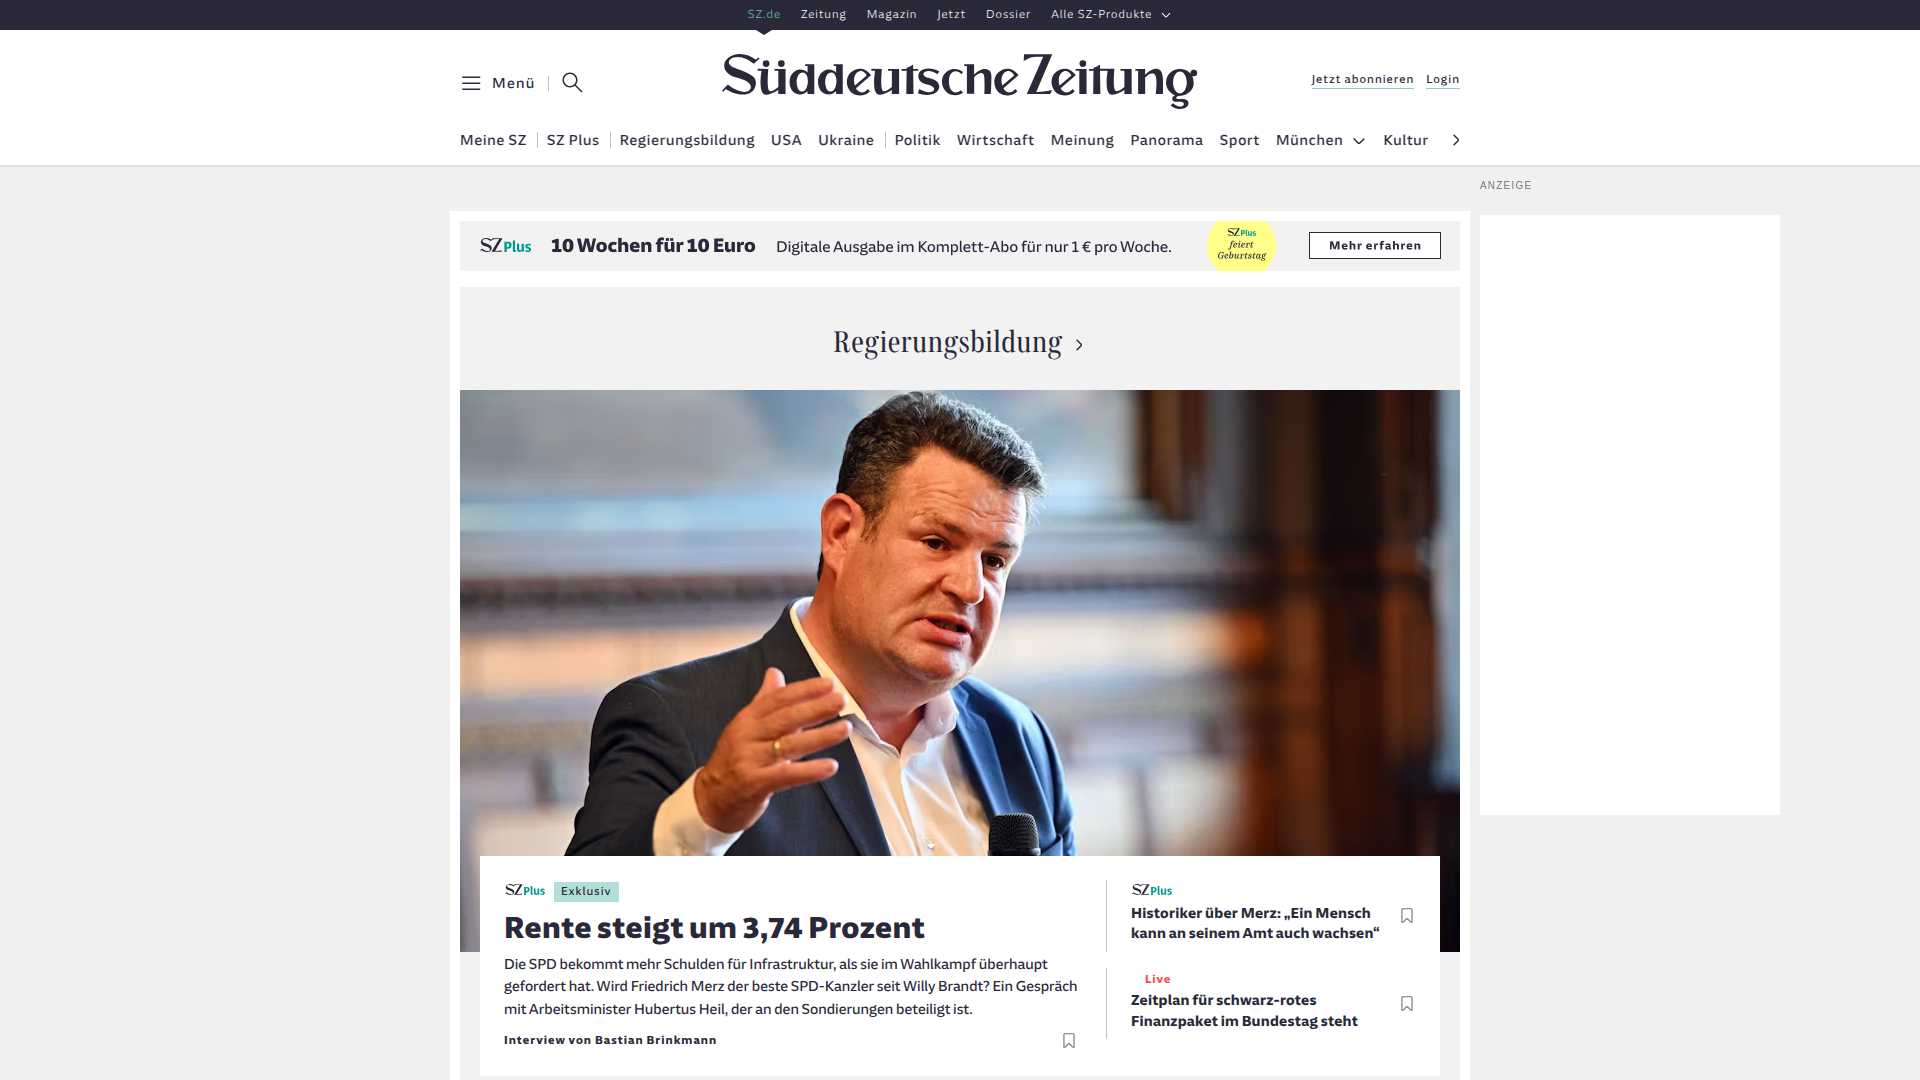 SZ.de Zeitung Magazin Jetzt Dossier Alle SZ-Produkte
Menü
Süddeutsche Zeitung
Jetzt abonnieren Login
Meine SZ SZ Plus Regierungsbildung USA Ukraine Politik Wirtschaft Meinung Panorama Sport München Kultur
ANZEIGE
SZ Plus 10 Wochen für 10 Euro Digitale Ausgabe im Komplett-Abo für nur 1 € pro Woche.
SZ Plus
feiert
Geburtstag
Mehr erfahren
Regierungsbildung
SZ Plus Exklusiv
Rente steigt um 3,74 Prozent
Die SPD bekommt mehr Schulden für Infrastruktur, als sie im Wahlkampf überhaupt
gefordert hat. Wird Friedrich Merz der beste SPD-Kanzler seit Willy Brandt? Ein Gespräch
mit Arbeitsminister Hubertus Heil, der an den Sondierungen beteiligt ist.
Interview von Bastian Brinkmann
SZ Plus
Historiker über Merz: „Ein Mensch
kann an seinem Amt auch wachsen“
Live
Zeitplan für schwarz-rotes
Finanzpaket im Bundestag steht